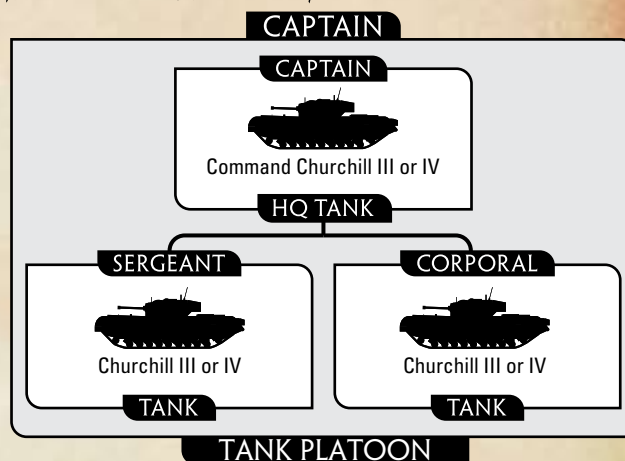 CAPTAIN
CAPTAIN
Command Churchill III or IV
HQ TANK
SERGEANT
CORPORAL
Churchill III or IV
Churchill III or IV
TANK
TANK
TANK PLATOON